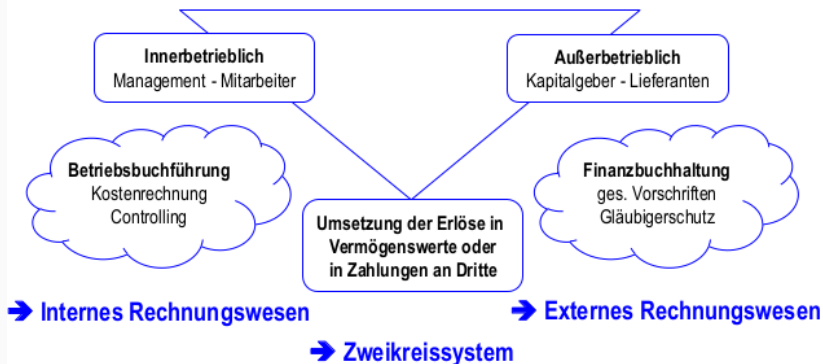 Innerbetrieblich
Management - Mitarbeiter
Außerbetrieblich
Kapitalgeber - Lieferanten
Betriebsbuchführung
Kostenrechnung
Controlling
Umsetzung der Erlöse in
Vermögenswerte oder
in Zahlungen an Dritte
Finanzbuchhaltung
ges. Vorschriften
Gläubigerschutz
➔ Internes Rechnungswesen
➔ Externes Rechnungswesen
➔ Zweikreissystem